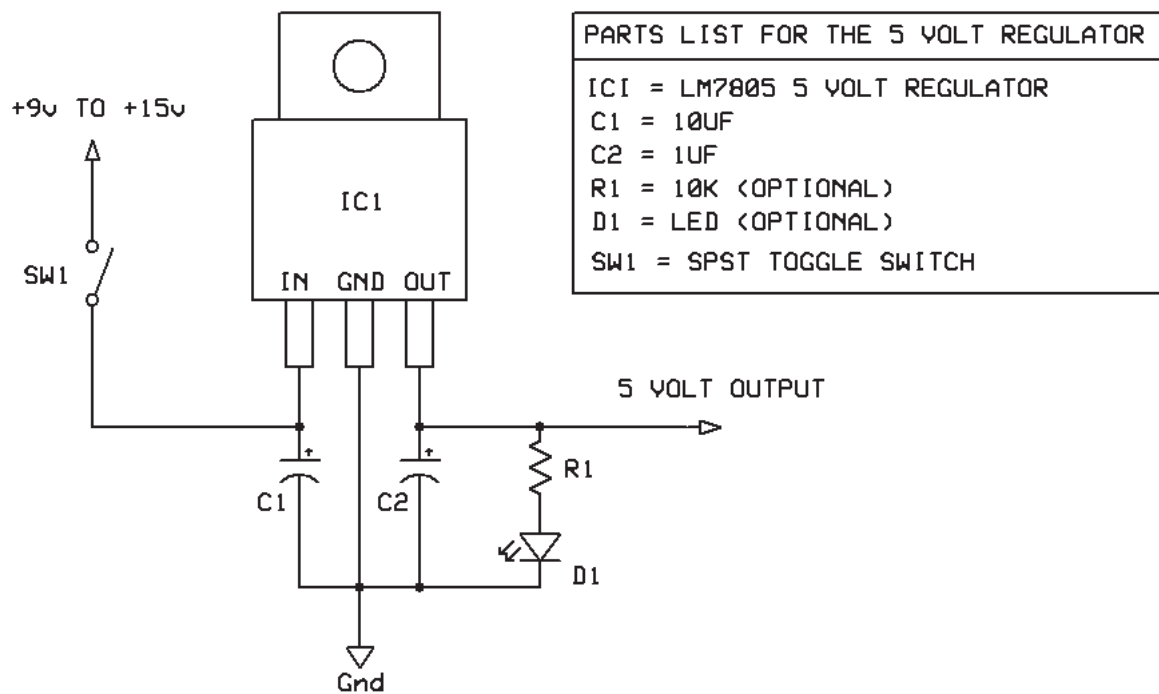 PARTS LIST FOR THE 5 VOLT REGULATOR
ICI = LM7805 5 VOLT REGULATOR
C1 = 10UF
C2 = 1UF
R1 = 10K (OPTIONAL)
D1 = LED (OPTIONAL)
SW1 = SPST TOGGLE SWITCH
+9v TO +15v
SW1
IC1
IN GND OUT
5 VOLT OUTPUT
+
+
C1
C2
R1
D1
Gnd